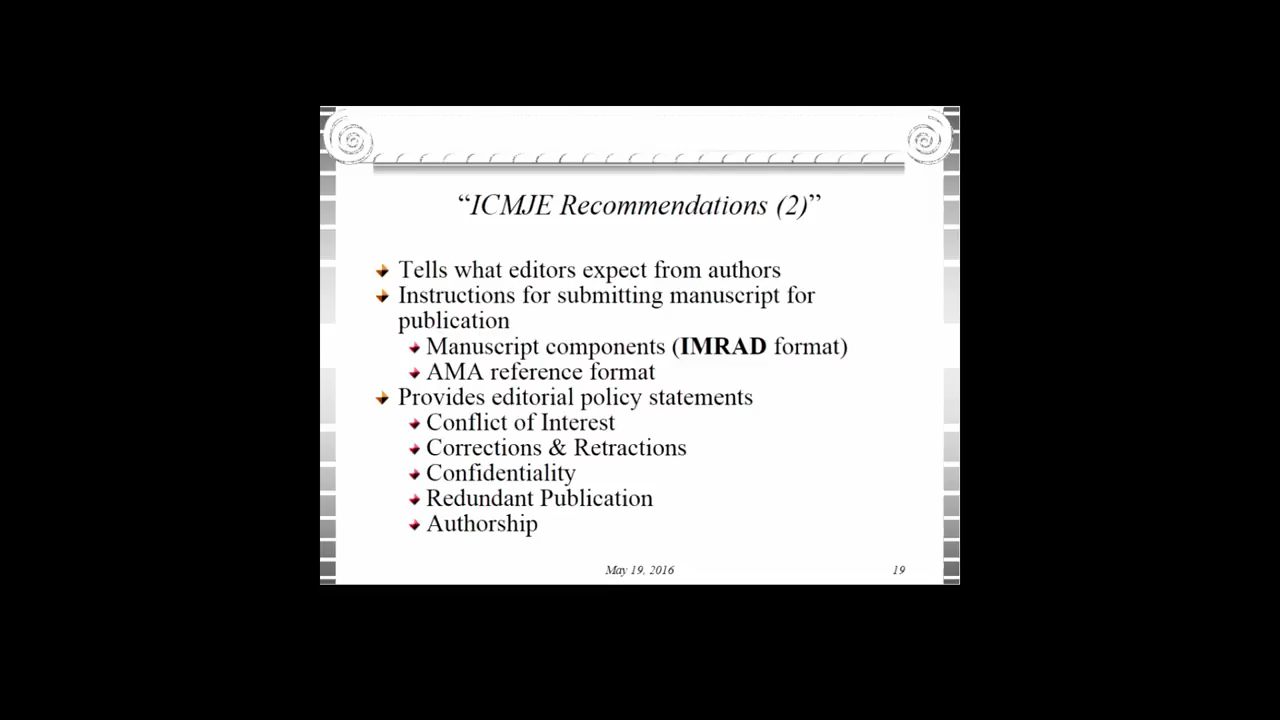 “ICMJE Recommendations (2)”
Tells what editors expect from authors
Instructions for submitting manuscript for
publication
Manuscript components (IMRAD format)
AMA reference format
Provides editorial policy statements
Conflict of Interest
Corrections & Retractions
Confidentiality
Redundant Publication
Authorship
May 19, 2016
19